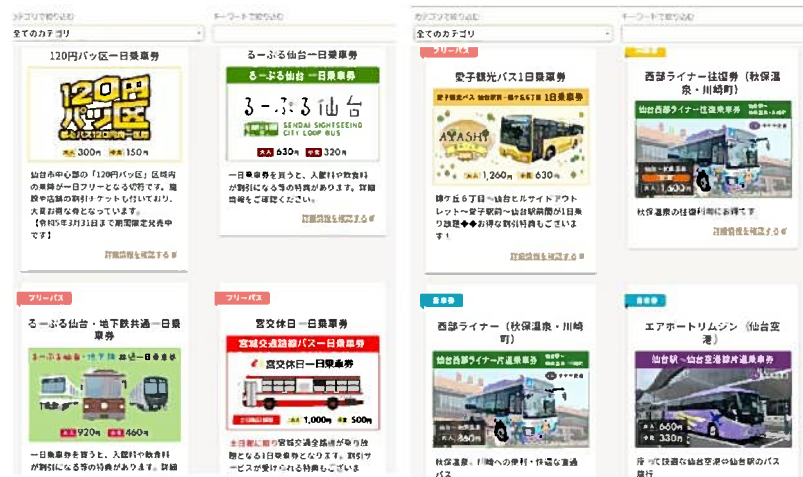 カテゴリで絞り込む
キーワードで絞り込む
全てのカテゴリ
120円パッ区一日乗車券
120円
パッ区
大人 300円 小児 150円
仙台市中心部の「120円パッ区」区域内
の乗降が一日フリーとなる切符です。施
設や店舗の割引チケットも付いており、
大変お得な券となっています。
【令和5年3月31日まで期間限定発売中
です】
詳細情報を確認する
るーぷる仙台一日乗車券
るーぷる仙台 一日乗車券
るーぷる仙台
SENDAI SIGHTSEEING
CITY LOOP BUS
大人 630円 小児 320円
一日乗車券を買うと、入館料や飲食料
が割引になる等の特典があります。詳細
情報をご確認ください。
詳細情報を確認する
フリーパス
るーぷる仙台・地下鉄共通一日乗
車券
るーぷる仙台・地下鉄 共通一日乗車券
大人 920円 小児 460円
一日乗車券を買うと、入館料や飲食料
が割引になる等の特典があります。詳細
フリーパス
宮交休日一日乗車券
宮城交通路線バス一日乗車券
宮交休日一日乗車券
大人 1,000円 小児 500円
土日祝に限り宮城交通全路線が乗り放
題となる1日乗車券となります。割引サ
ービスが受けられる特典もございま
カテゴリで絞り込む
キーワードで絞り込む
全てのカテゴリ
フリーパス
愛子観光バス1日乗車券
1日乗車券
AYASHI
大人 1,260円 小児 630円
錦ケ丘6丁目～仙台ヒルサイドアウト
レット～愛子駅前～仙台駅前間が1日乗
り放題◆◆お得な割引特典もございま
す!
詳細情報を確認する
西部ライナー往復券（秋保温
泉・川崎町）
仙台西部ライナー往復乗車券
1,600円
秋保温泉の往復利用にお得です
詳細情報を確認する
乗車券
西部ライナー（秋保温泉・川崎
町）
仙台西部ライナー片道乗車券
秋保温泉、川崎への便利・快適な直通
バス
乗車券
エアポートリムジン（仙台空
港）
仙台駅～仙台空港線片道乗車券
大人 660円
小児 330円
座って快適な仙台空港⇔仙台駅のバス
旅行